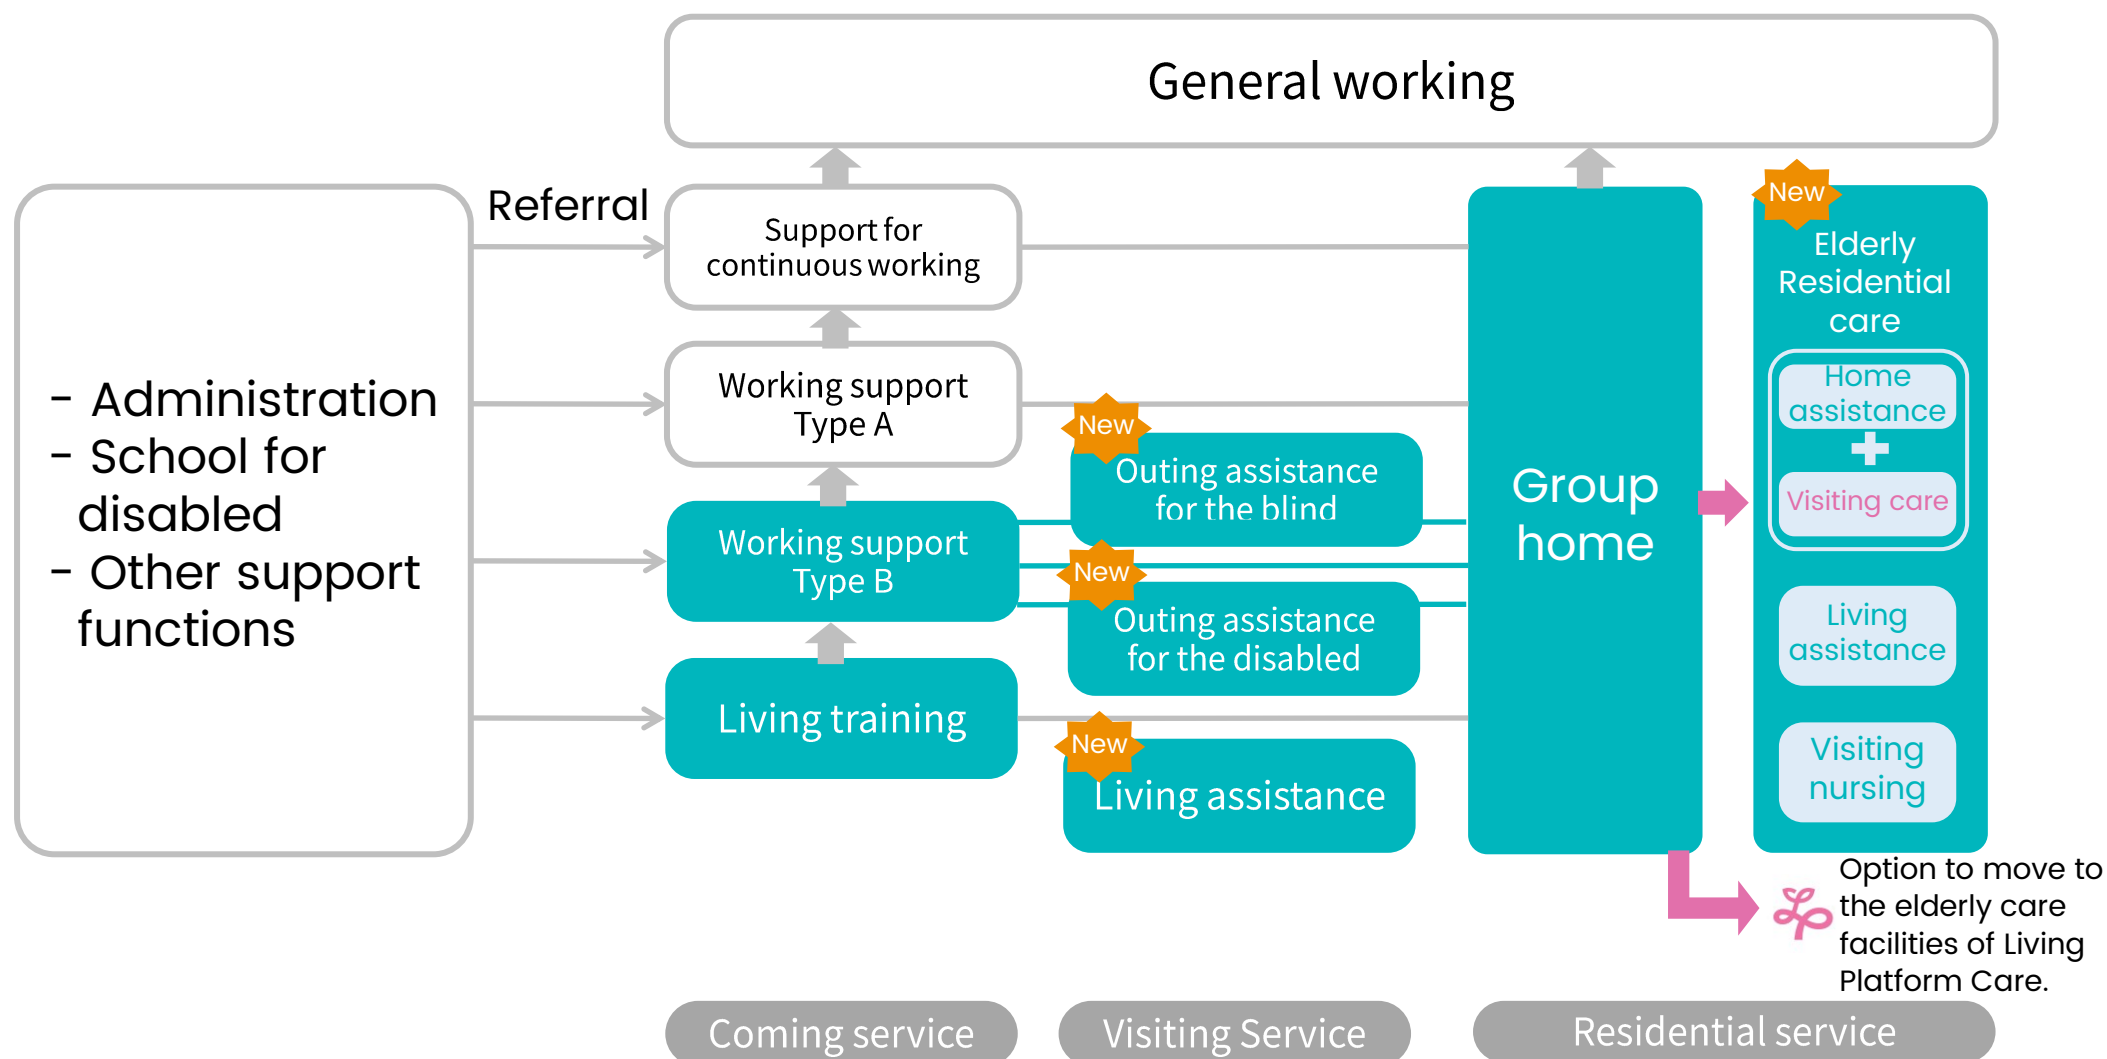 General working
Referral
- Administration
- School for
disabled
- Other support
functions
Support for
continuous working
Working support
Type A
Working support
Type B
Living training
New
Outing assistance
for the blind
New
Outing assistance
for the disabled
New
Living assistance
Group
home
New
Elderly
Residential
care
Home
assistance
Visiting care
Living
assistance
Visiting
nursing
Option to move to
the elderly care
facilities of Living
Platform Care.
Coming service
Visiting Service
Residential service